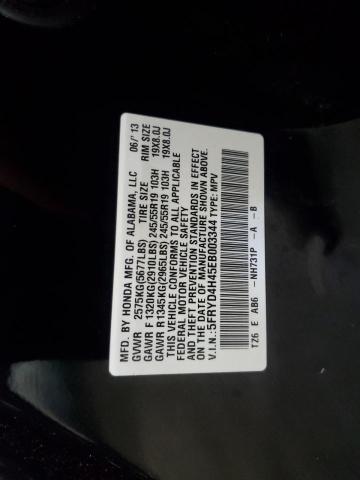 MFD. BY HONDA MFG. OF ALABAMA, LLC 06/'13
GVWR 2575KG(5677LBS) TIRE SIZE RIM SIZE
GAWR F 1320KG(2910LBS) 245/55R19 103H 19X8.0J
GAWR R 1345KG(2965LBS) 245/55R19 103H 19X8.0J
THIS VEHICLE CONFORMS TO ALL APPLICABLE
FEDERAL MOTOR VEHICLE SAFETY
AND THEFT PREVENTION STANDARDS IN EFFECT
ON THE DATE OF MANUFACTURE SHOWN ABOVE.
V.I.N.:5FRYD4H45EB003344 TYPE: MPV
T26 E AB6 -NH731P -A -B